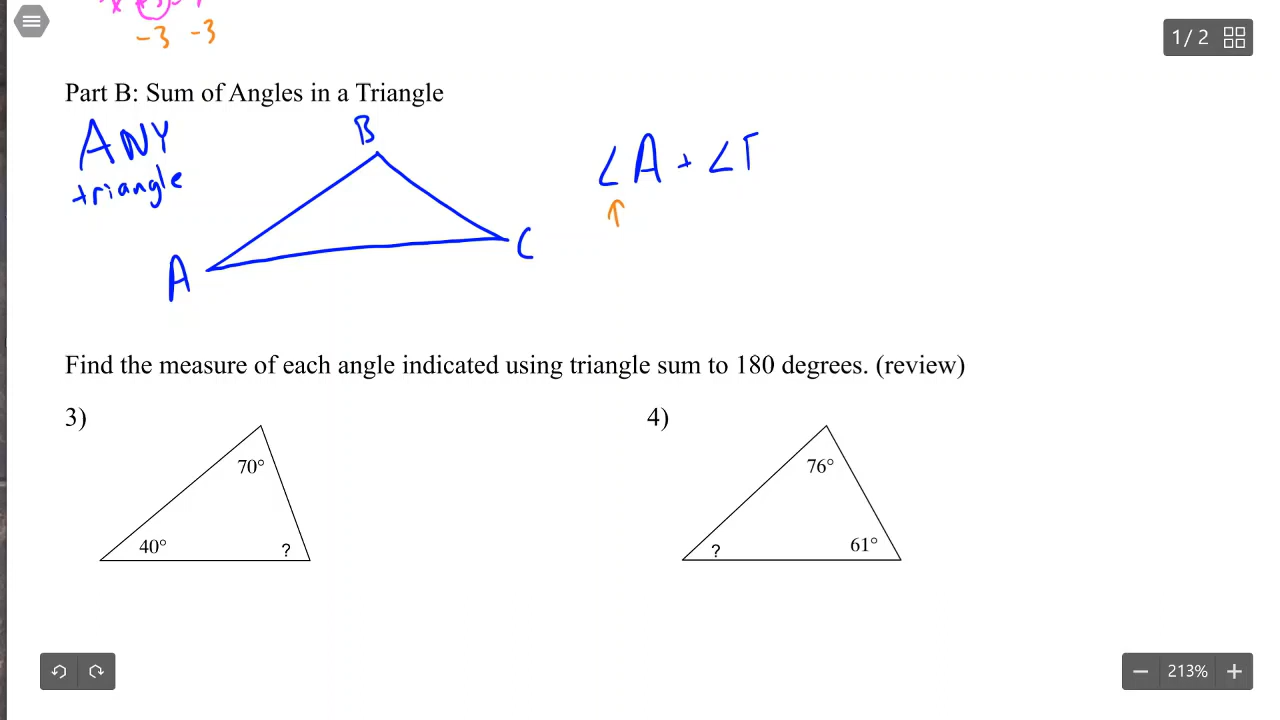 -3 -3
1/2
Part B: Sum of Angles in a Triangle
ANY
triangle
B
A
C
∠A + ∠
Find the measure of each angle indicated using triangle sum to 180 degrees. (review)
3)
70°
40°
?
4)
76°
?
61°
213%